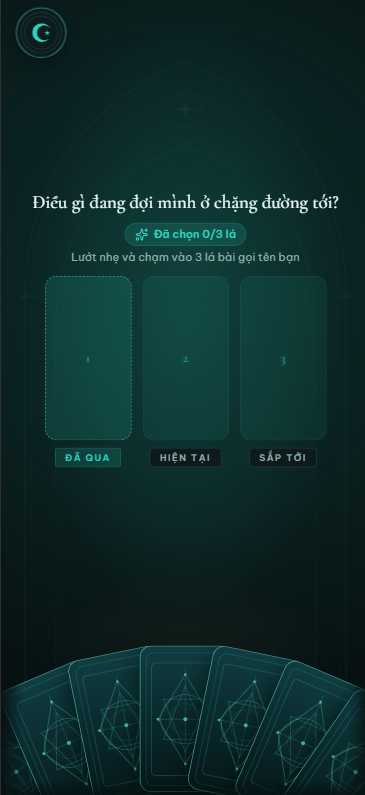 Điều gì đang đợi mình ở chặng đường tới?
Đã chọn 0/3 lá
Lướt nhẹ và chạm vào 3 lá bài gọi tên bạn
1
2
3
ĐÃ QUA
HIỆN TẠI
SẮP TỚI